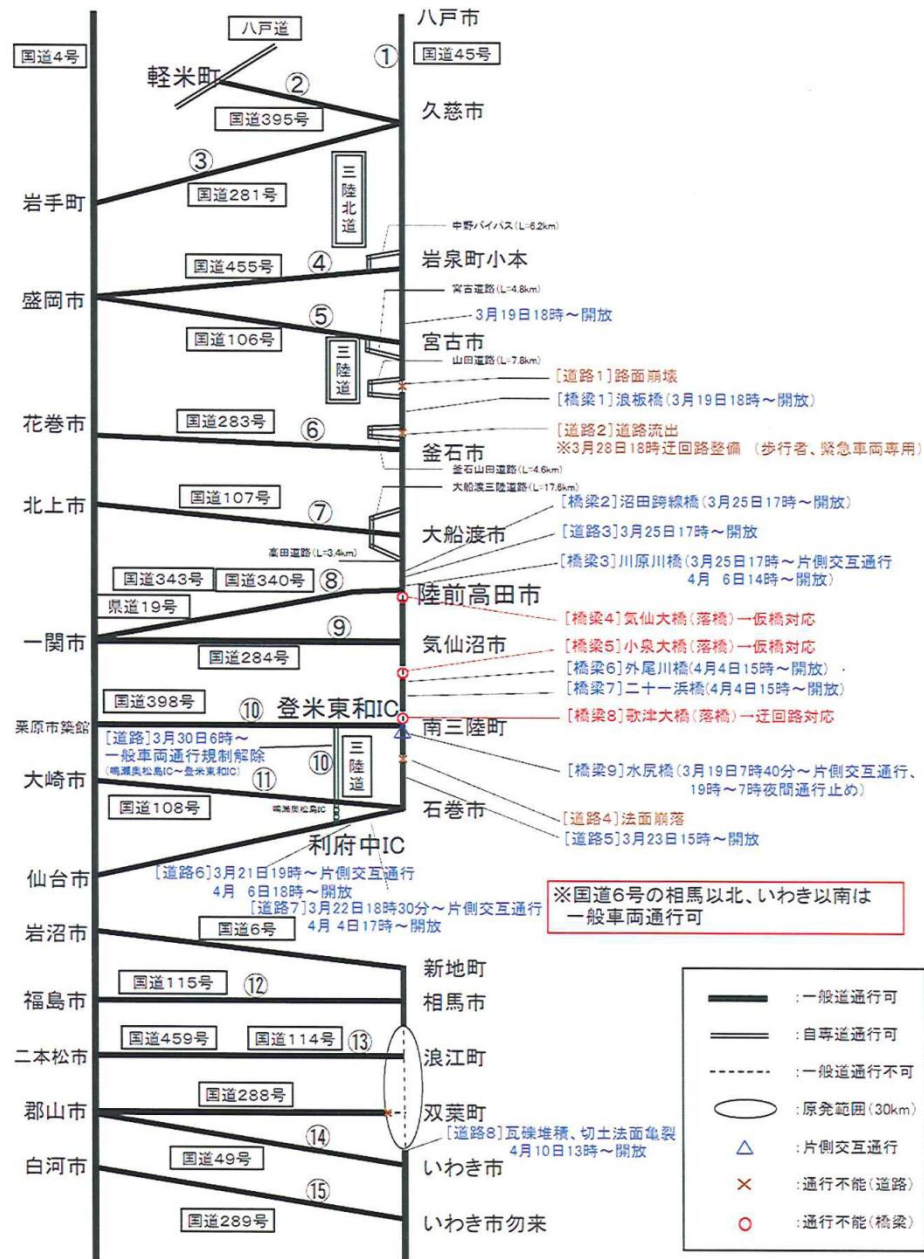 八戸市
八戸道
国道4号
①
国道45号
軽米町
②
久慈市
国道395号
③
三陸北道
国道281号
岩手町
中野バイパス(L=6.2km)
国道455号
④
岩泉町小本
盛岡市
宮古道路(L=4.8km)
⑤
3月19日18時～開放
国道106号
宮古市
三陸道
山田道路(L=7.8km)
[道路1]路面崩壊
[橋梁1]浪板橋(3月19日18時～開放)
花巻市
国道283号
⑥
[道路2]道路流出
※3月28日18時迂回路整備 (歩行者、緊急車両専用)
釜石市
釜石山田道路(L=4.6km)
大船渡三陸道路(L=17.6km)
北上市
国道107号
⑦
[橋梁2]沼田跨線橋(3月25日17時～開放)
大船渡市
[道路3]3月25日17時～開放
高田道路(L=3.4km)
[橋梁3]川原川橋(3月25日17時～片側交互通行
4月 6日14時～開放)
国道343号
国道340号
⑧
陸前高田市
県道19号
[橋梁4]気仙大橋(落橋)→仮橋対応
一関市
⑨
気仙沼市
[橋梁5]小泉大橋(落橋)→仮橋対応
国道284号
[橋梁6]外尾川橋(4月4日15時～開放)
[橋梁7]二十一浜橋(4月4日15時～開放)
国道398号
⑩
登米東和IC
[橋梁8]歌津大橋(落橋)→迂回路対応
栗原市築館
南三陸町
[道路]3月30日6時～
一般車両通行規制解除
(鳴瀬奥松島IC～登米東和IC)
⑩
三陸道
[橋梁9]水尻橋(3月19日7時40分～片側交互通行、
19時～7時夜間通行止め)
大崎市
⑪
国道108号
鳴瀬奥松島IC
石巻市
[道路4]法面崩落
[道路5]3月23日15時～開放
利府中IC
仙台市
[道路6]3月21日19時～片側交互通行
4月 6日18時～開放
[道路7]3月22日18時30分～片側交互通行
4月 4日17時～開放
※国道6号の相馬以北、いわき以南は
一般車両通行可
岩沼市
国道6号
新地町
国道115号
⑫
福島市
相馬市
国道459号
国道114号
⑬
二本松市
浪江町
国道288号
郡山市
双葉町
⑭
[道路8]瓦礫堆積、切土法面亀裂
4月10日13時～開放
国道49号
白河市
いわき市
⑮
国道289号
いわき市勿来
:一般道通行可
:自専道通行可
:一般道通行不可
:原発範囲(30km)
:片側交互通行
:通行不能(道路)
:通行不能(橋梁)